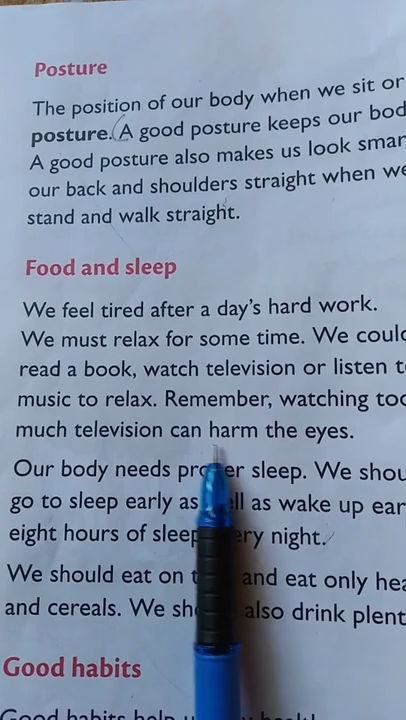 Posture
The position of our body when we sit or
posture. A good posture keeps our bod
A good posture also makes us look smar
our back and shoulders straight when we
stand and walk straight.
Food and sleep
We feel tired after a day's hard work.
We must relax for some time. We could
read a book, watch television or listen t
music to relax. Remember, watching too
much television can harm the eyes.
Our body needs pro er sleep. We shou
go to sleep early as ell as wake up ear
eight hours of sleep ery night.
We should eat on t and eat only hea
and cereals. We sh also drink plent
Good habits
Good habits help